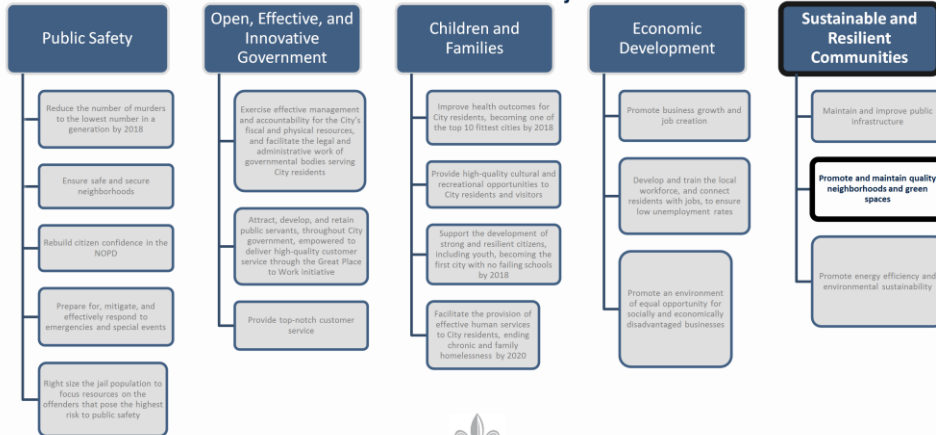 Public Safety
Reduce the number of murders
to the lowest number in a
generation by 2018
Ensure safe and secure
neighborhoods
Rebuild citizen confidence in the
NOPD
Prepare for, mitigate, and
effectively respond to
emergencies and special events
Right size the jail population to
focus resources on the
offenders that pose the highest
risk to public safety
Open, Effective, and
Innovative
Government
Exercise effective management
and accountability for the City's
fiscal and physical resources,
and facilitate the legal and
administrative work of
governmental bodies serving
City residents
Attract, develop, and retain
public servants, throughout City
government, empowered to
deliver high-quality customer
service through the Great Place
to Work initiative
Provide top-notch customer
service
Children and
Families
Improve health outcomes for
City residents, becoming one of
the top 10 fittest cities by 2018
Provide high-quality cultural and
recreational opportunities to
City residents and visitors
Support the development of
strong and resilient citizens,
including youth, becoming the
first city with no failing schools
by 2018
Facilitate the provision of
effective human services to
City residents, ending
chronic and family
homelessness by 2020
Economic
Development
Promote business growth and
job creation
Develop and train the local
workforce, and connect
residents with jobs, to ensure
low unemployment rates
Promote an environment
of equal opportunity for
socially and economically
disadvantaged businesses
Sustainable and
Resilient
Communities
Maintain and improve public
infrastructure
Promote and maintain quality
neighborhoods and green
spaces
Promote energy efficiency and
environmental sustainability